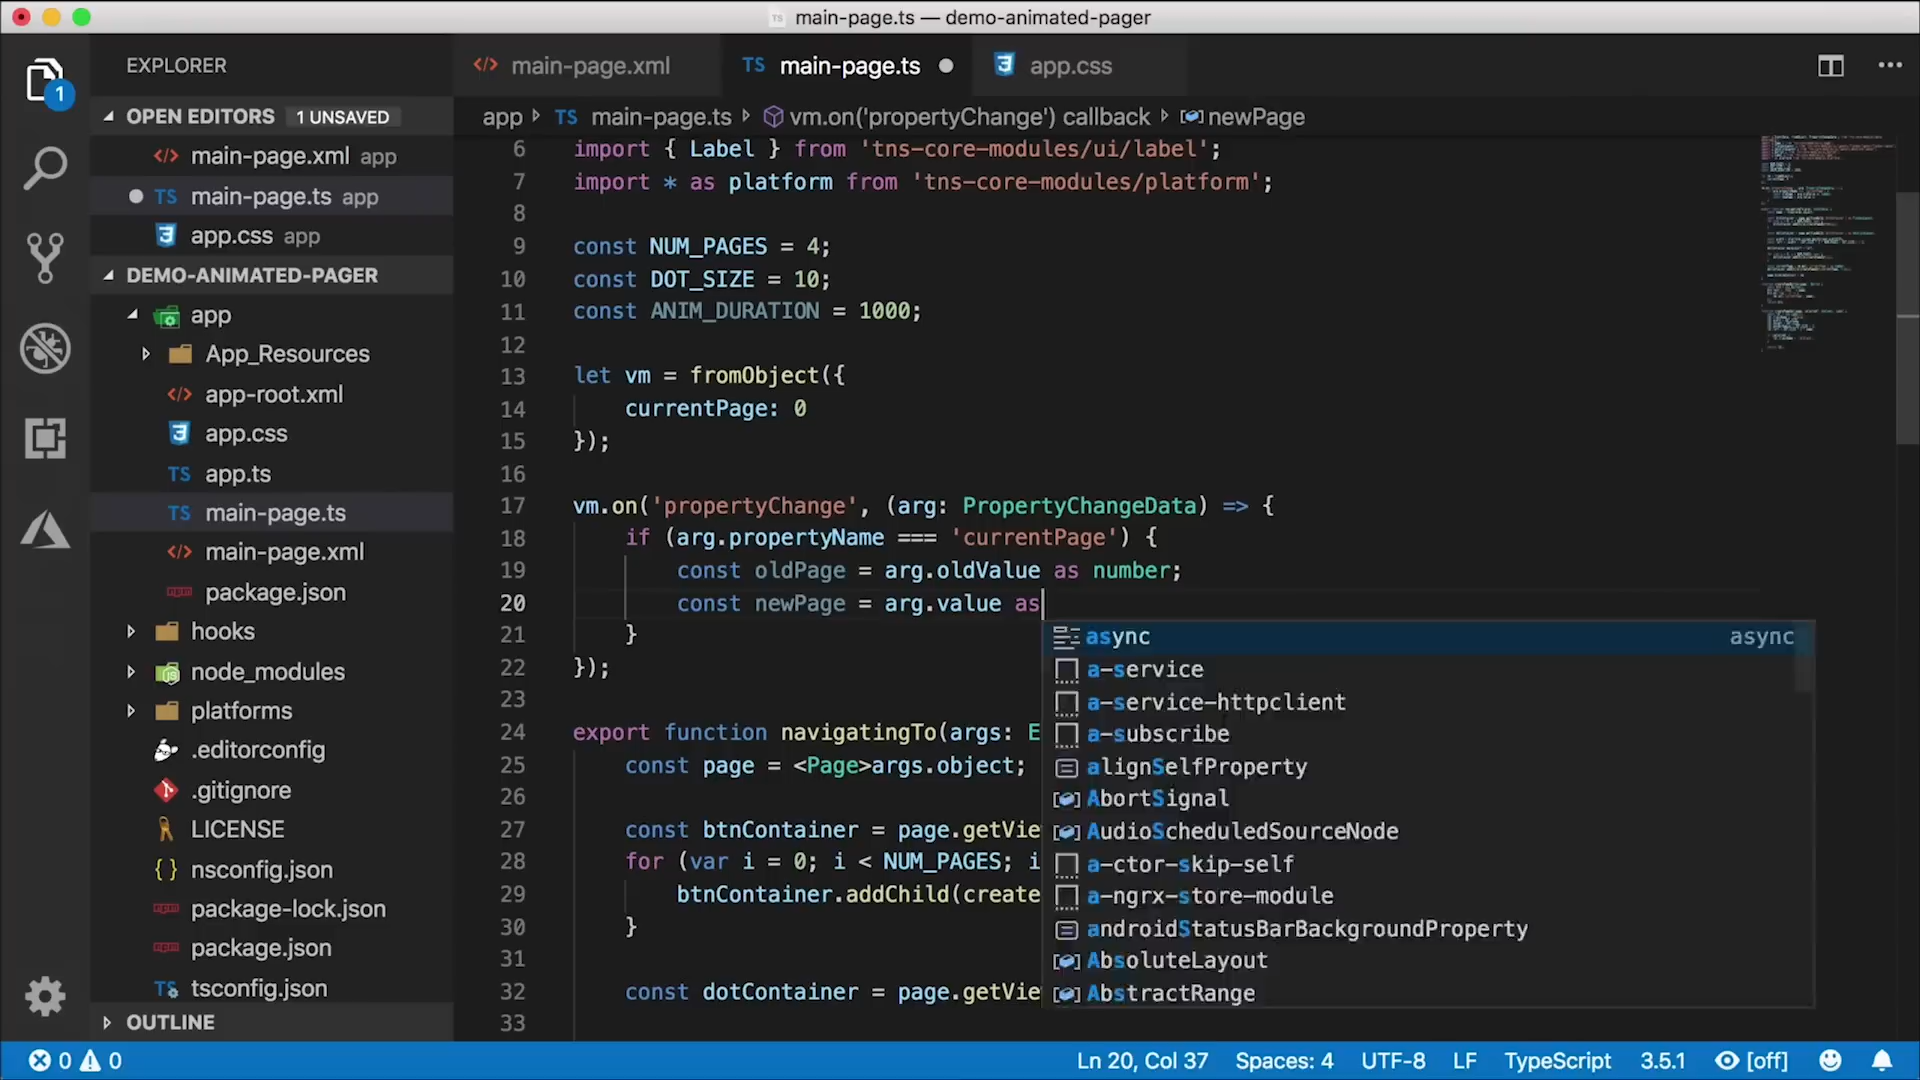 main-page.ts — demo-animated-pager
EXPLORER
1
OPEN EDITORS 1 UNSAVED
main-page.xml app
TS main-page.ts app
app.css app
DEMO-ANIMATED-PAGER
app
App_Resources
app-root.xml
app.css
TS app.ts
TS main-page.ts
main-page.xml
package.json
hooks
node_modules
platforms
.editorconfig
.gitignore
LICENSE
nsconfig.json
package-lock.json
package.json
tsconfig.json
OUTLINE
main-page.xml TS main-page.ts app.css
app TS main-page.ts vm.on('propertyChange') callback newPage
6 import { Label } from 'tns-core-modules/ui/label';
7 import * as platform from 'tns-core-modules/platform';
8
9 const NUM_PAGES = 4;
10 const DOT_SIZE = 10;
11 const ANIM_DURATION = 1000;
12
13 let vm = fromObject({
14 currentPage: 0
15 });
16
17 vm.on('propertyChange', (arg: PropertyChangeData) => {
18 if (arg.propertyName === 'currentPage') {
19 const oldPage = arg.oldValue as number;
20 const newPage = arg.value as
21 }
22 });
23
24 export function navigatingTo(args: E
25 const page = <Page>args.object;
26
27 const btnContainer = page.getVie
28 for (var i = 0; i < NUM_PAGES; i
29 btnContainer.addChild(create
30 }
31
32 const dotContainer = page.getVie
33
async async
a-service
a-service-httpclient
a-subscribe
alignSelfProperty
AbortSignal
AudioScheduledSourceNode
a-ctor-skip-self
a-ngrx-store-module
androidStatusBarBackgroundProperty
AbsoluteLayout
AbstractRange
0 0 Ln 20, Col 37 Spaces: 4 UTF-8 LF TypeScript 3.5.1 [off]